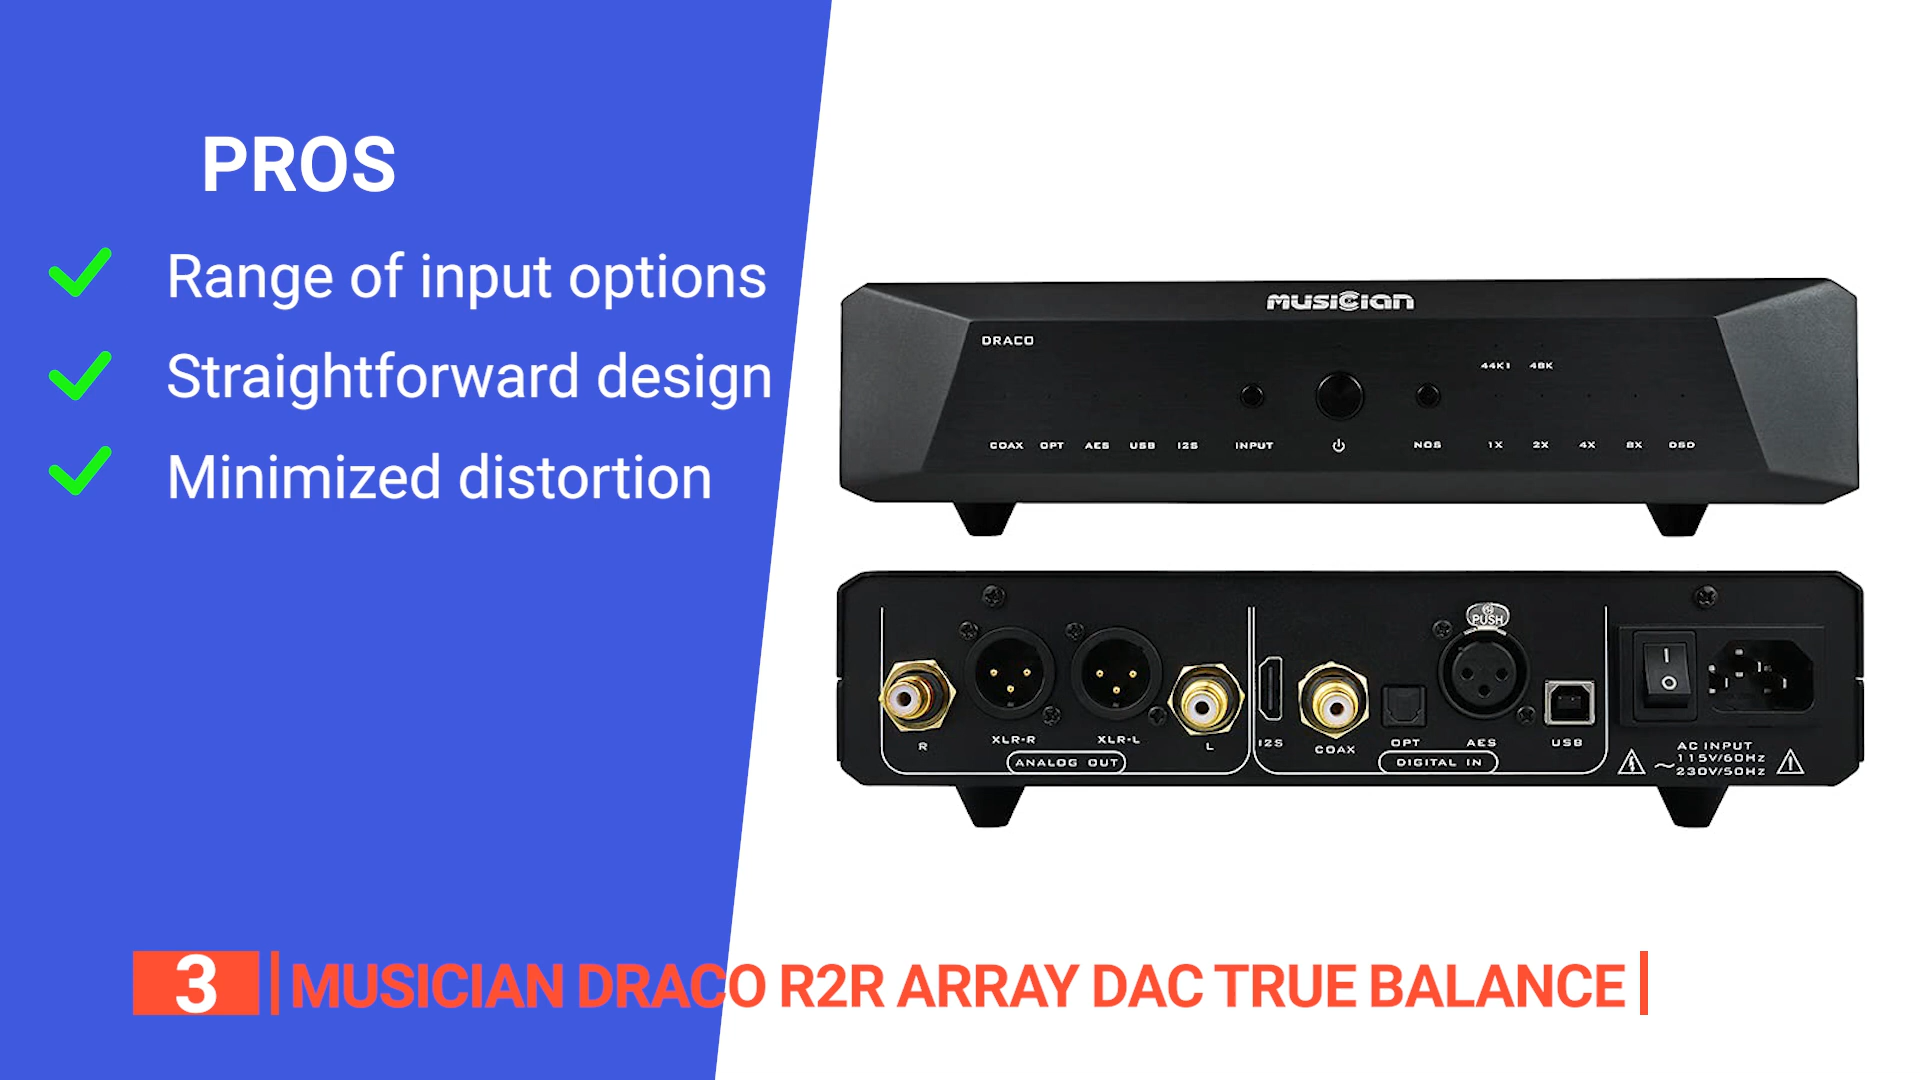 PROS
Range of input options
Straightforward design
Minimized distortion
musician
DRACO
44K1 48K
COAX OPT AES USB I2S INPUT NOS 1X 2X 4X 8X DSD
PUSH
R XLR-R XLR-L L I2S COAX OPT AES USB
ANALOG OUT DIGITAL IN
AC INPUT
115V/60Hz
~230V/50Hz
3 MUSICIAN DRACO R2R ARRAY DAC TRUE BALANCE